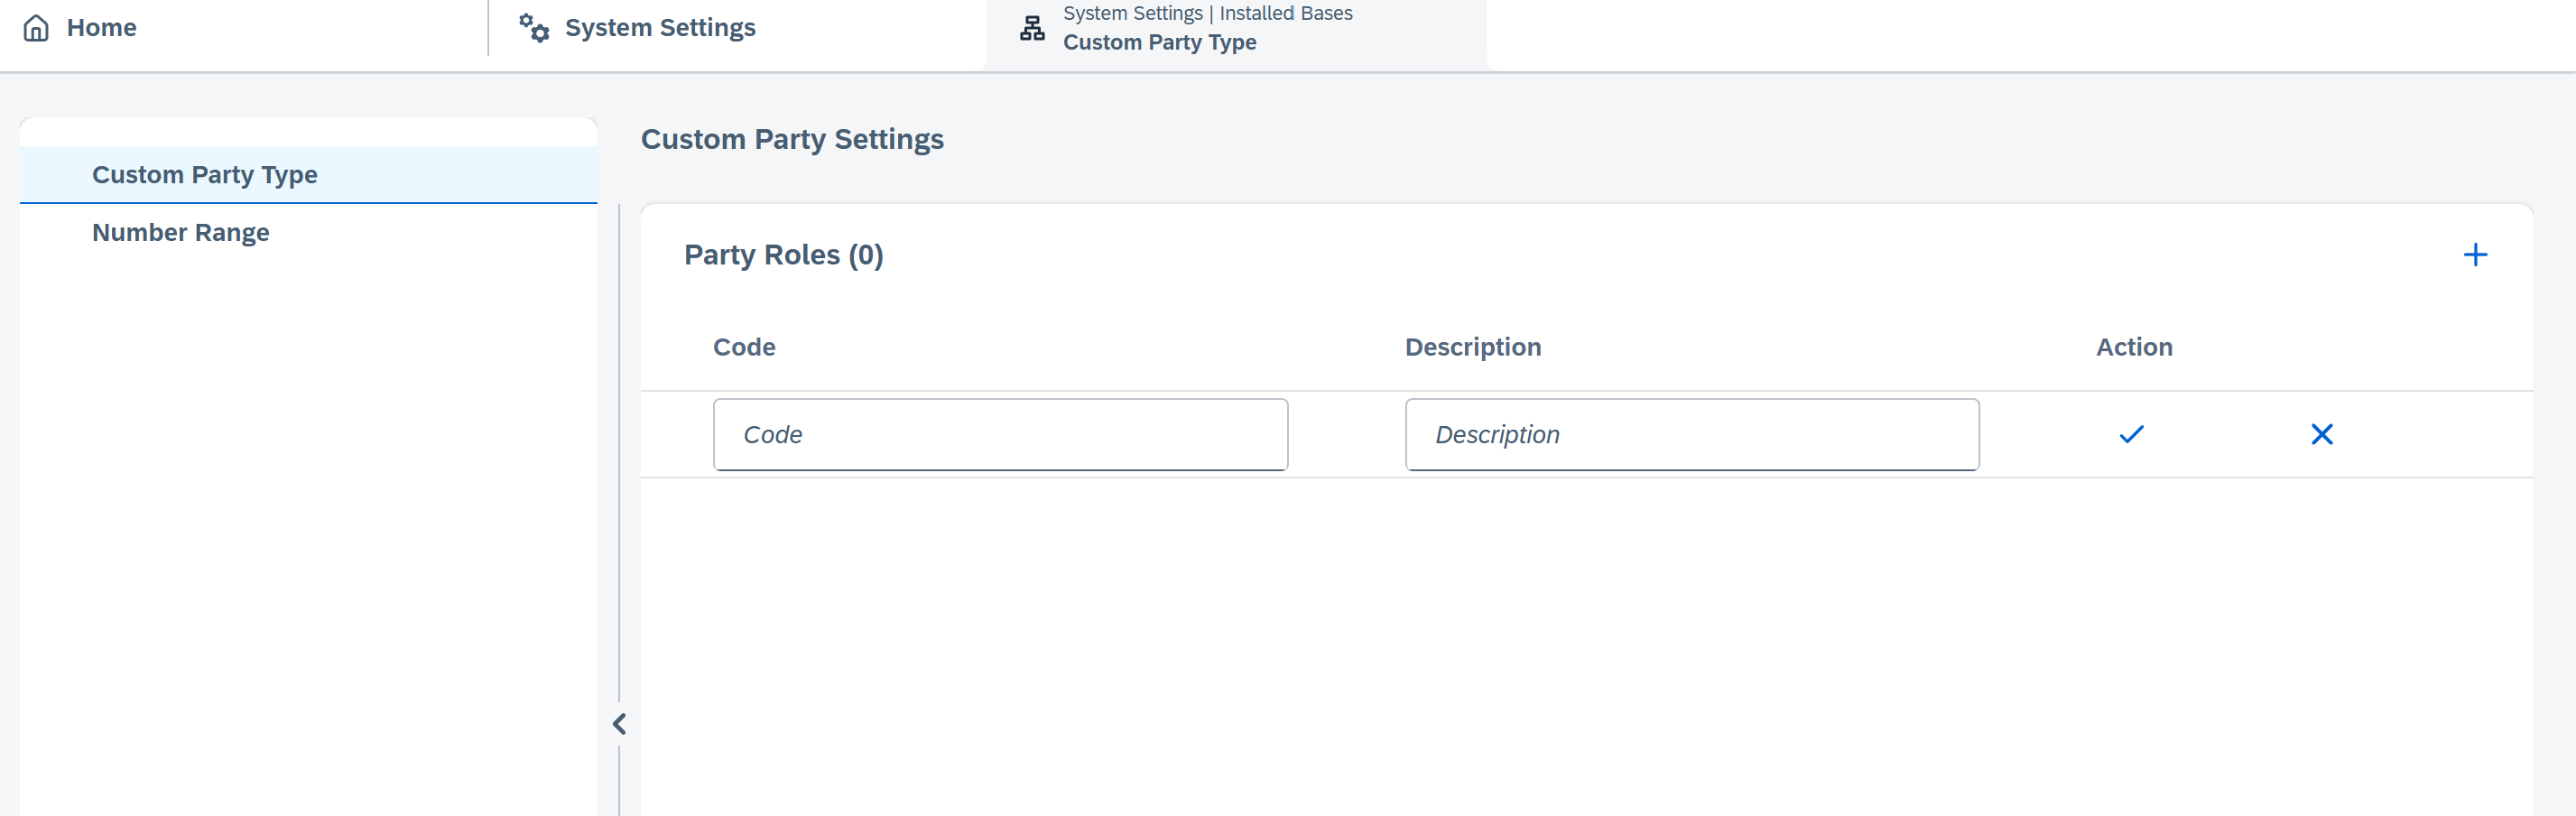 Home
System Settings
System Settings | Installed Bases
Custom Party Type
Custom Party Type
Number Range
Custom Party Settings
Party Roles (0)
Code Description Action
Code Description